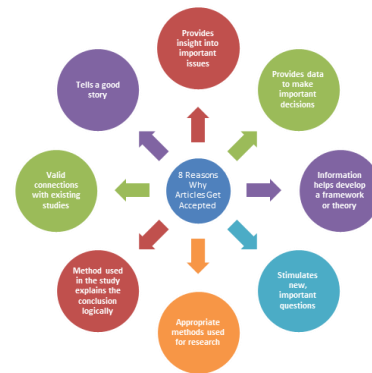 Provides
insight into
important
issues
Provides data
to make
important
decisions
Information
helps develop
a framework
or theory
Stimulates
new,
important
questions
Appropriate
methods used
for research
Method used
in the study
explains the
conclusion
logically
Valid
connections
with existing
studies
Tells a good
story
8 Reasons
Why
Articles Get
Accepted